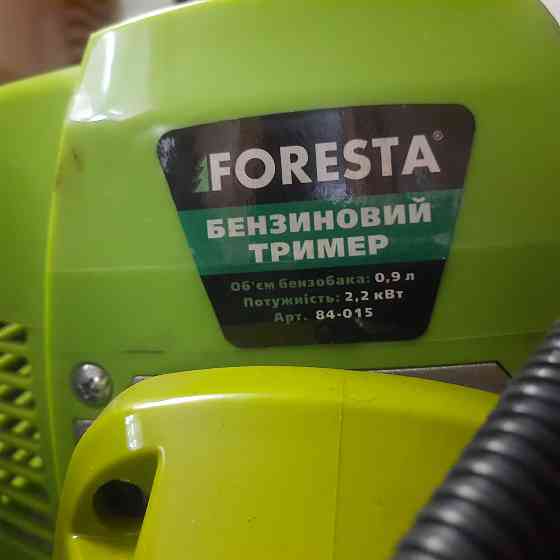 FORESTA®
БЕНЗИНОВИЙ
ТРИМЕР
Об'єм бензобака: 0,9 л
Потужність: 2,2 кВт
Арт. 84-015